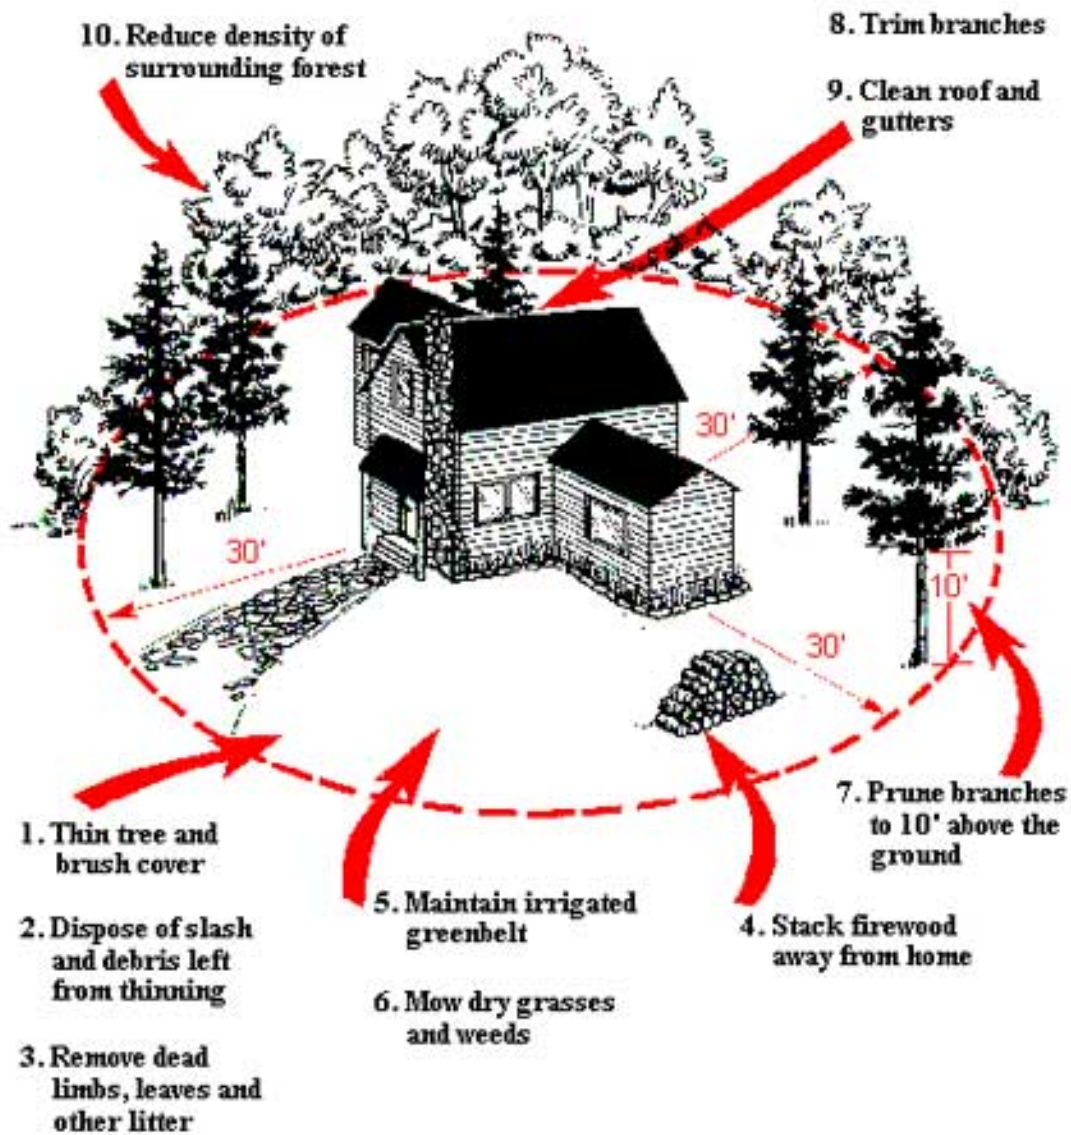 10. Reduce density of
surrounding forest
8. Trim branches
9. Clean roof and
gutters
30'
30'
10'
30'
1. Thin tree and
brush cover
2. Dispose of slash
and debris left
from thinning
3. Remove dead
limbs, leaves and
other litter
5. Maintain irrigated
greenbelt
6. Mow dry grasses
and weeds
4. Stack firewood
away from home
7. Prune branches
to 10' above the
ground